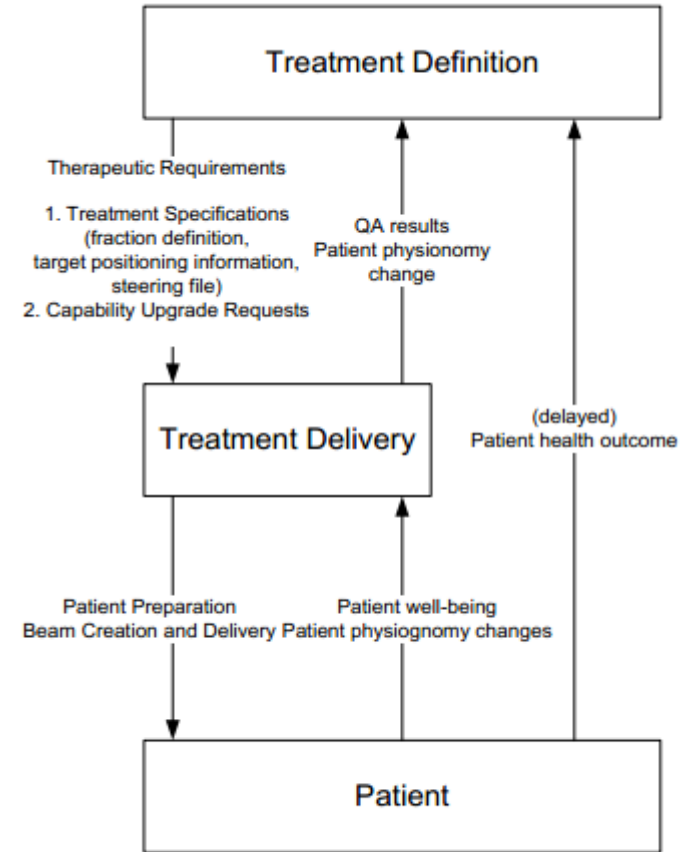 Treatment Definition
Therapeutic Requirements
1. Treatment Specifications
(fraction definition,
target positioning information,
steering file)
2. Capability Upgrade Requests
QA results
Patient physionomy
change
(delayed)
Patient health outcome
Treatment Delivery
Patient Preparation
Beam Creation and Delivery
Patient well-being
Patient physiognomy changes
Patient